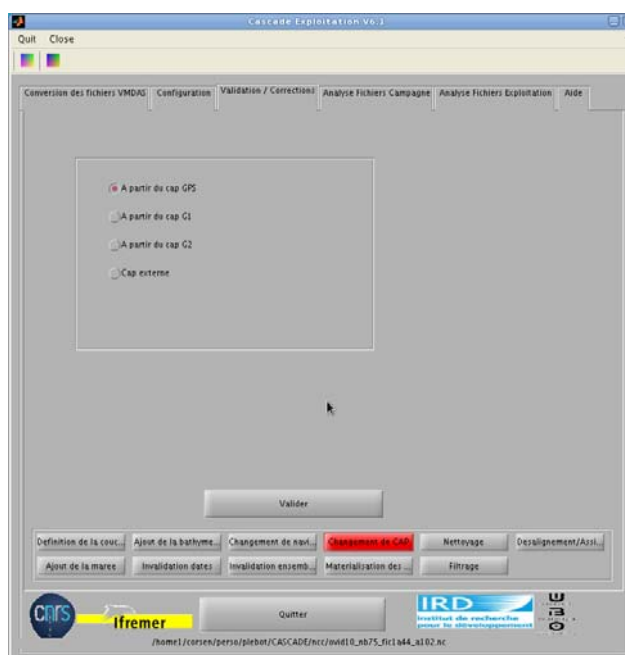 Cascade Exploitation V6.1
Quit Close
Conversion des fichiers VMDAS Configuration Validation / Corrections Analyse Fichiers Campagne Analyse Fichiers Exploitation Aide
A partir du cap GPS
A partir du cap G1
A partir du cap G2
Cap externe
Valider
Definition de la couc... Ajout de la bathyme... Changement de navi... Changement de CAP Nettoyage Desalignement/Assi...
Ajout de la maree Invalidation dates Invalidation ensemb... Materialisation des ... Filtrage
cnrs Ifremer Quitter IRD
Institut de recherche
pour le développement
UBO
/home1/corsen/perso/plebot/CASCADE/ncc/ovid10_nb75_fic1a44_a102.nc